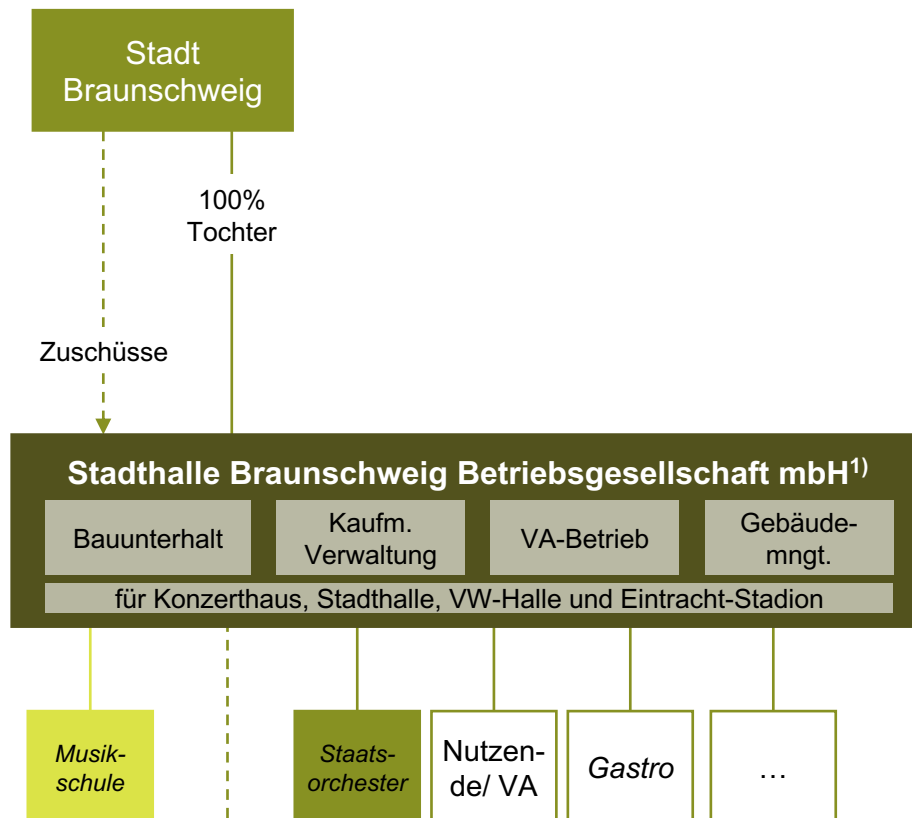 Stadt
Braunschweig
100%
Tochter
Zuschüsse
Stadthalle Braunschweig Betriebsgesellschaft mbH¹⁾
Bauunterhalt
Kaufm.
Verwaltung
VA-Betrieb
Gebäude-
mngt.
für Konzerthaus, Stadthalle, VW-Halle und Eintracht-Stadion
Musik-
schule
Staats-
orchester
Nutzen-
de/ VA
Gastro
…